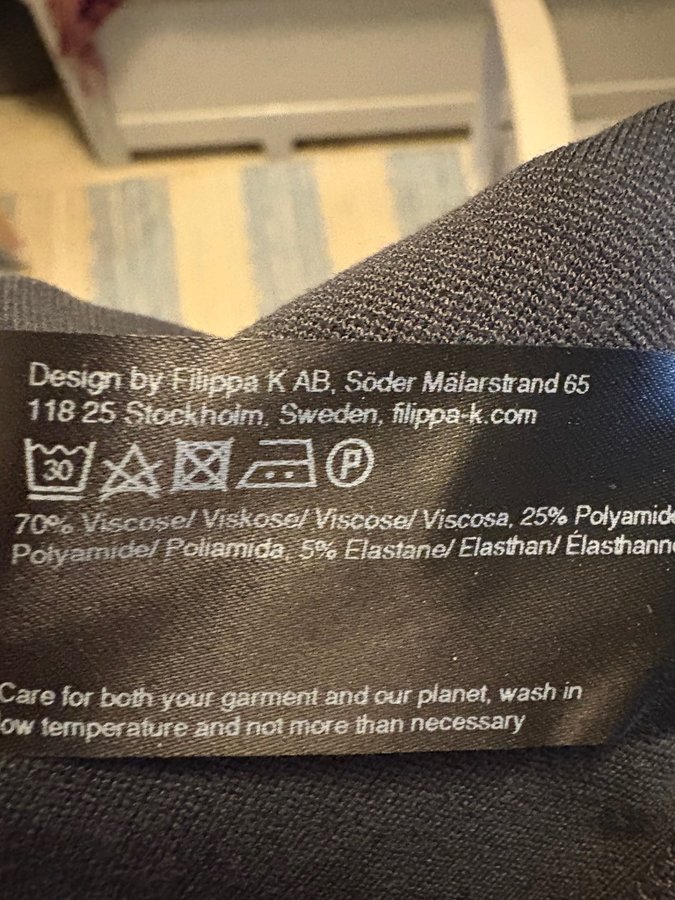 Design by Filippa K AB, Söder Mälarstrand 65
118 25 Stockholm, Sweden, filippa-k.com
30 P
70% Viscose/ Viskose/ Viscose/ Viscosa, 25% Polyamide
Polyamide/ Poliamida, 5% Elastane/ Elasthan/ Élasthanne
Care for both your garment and our planet, wash in
low temperature and not more than necessary